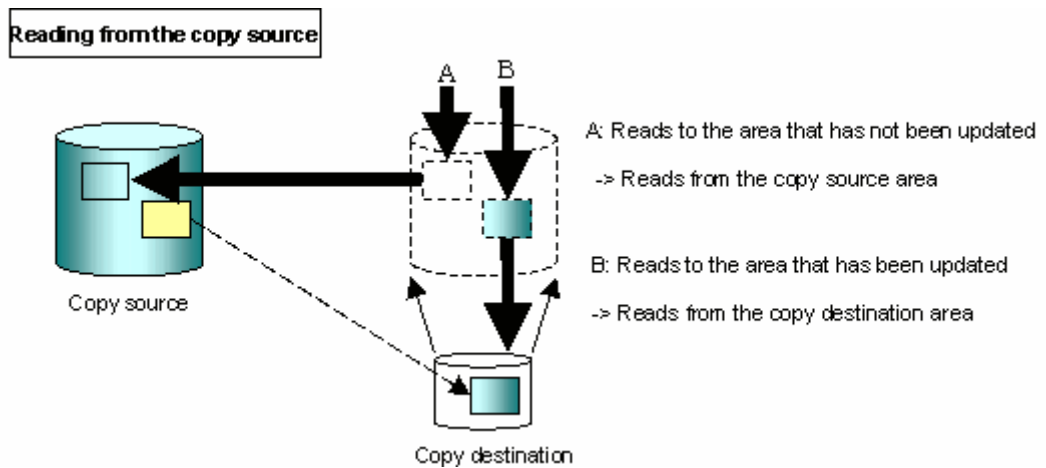 Reading from the copy source
A B
A: Reads to the area that has not been updated
-> Reads from the copy source area
B: Reads to the area that has been updated
-> Reads from the copy destination area
Copy source
Copy destination